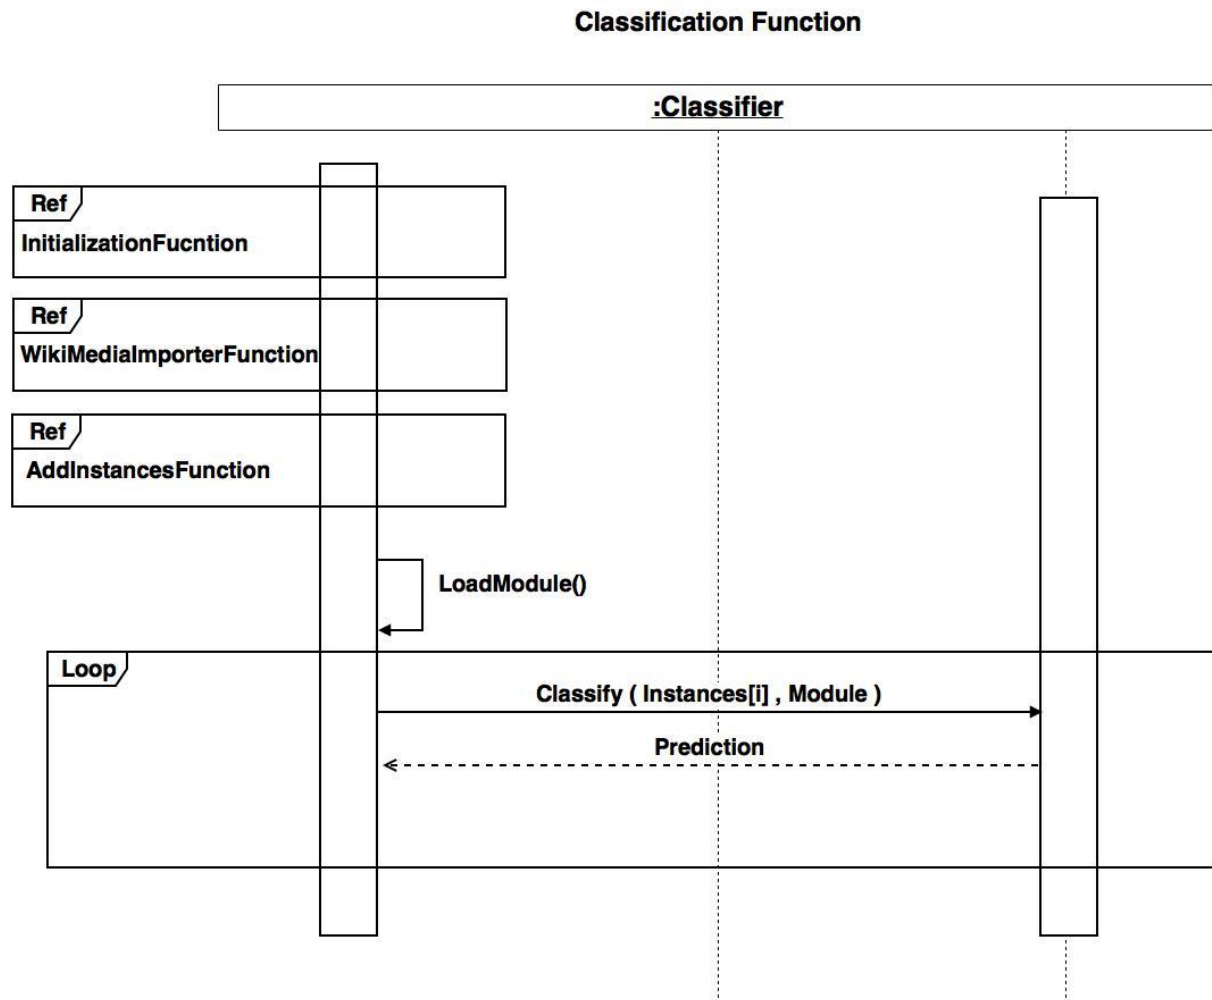 Classification Function
:Classifier
Ref
InitializationFucntion
Ref
WikiMediaImporterFunction
Ref
AddInstancesFunction
LoadModule()
Loop
Classify ( Instances[i] , Module )
Prediction